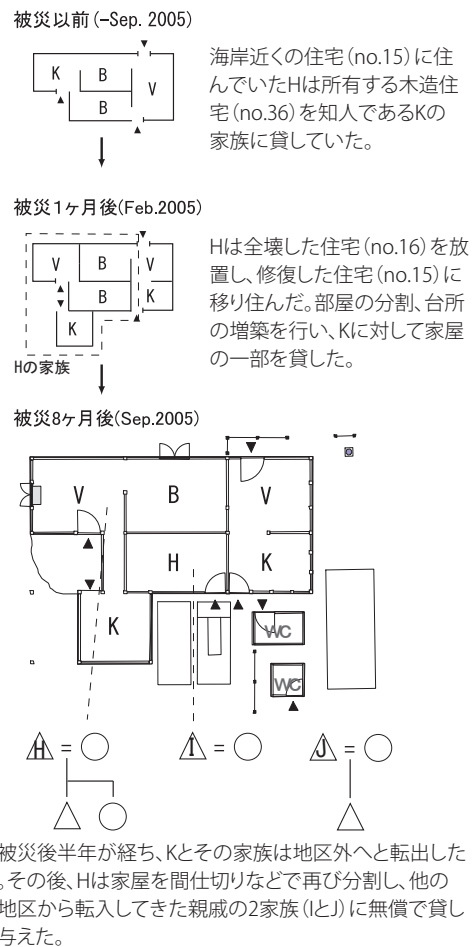 被災以前(-Sep. 2005)
海岸近くの住宅(no.15)に住
んでいたHは所有する木造住
宅(no.36)を知人であるKの
家族に貸していた。
K
B
V
B
被災1ヶ月後(Feb.2005)
Hは全壊した住宅(no.16)を放
置し、修復した住宅(no.15)に
移り住んだ。部屋の分割、台所
の増築を行い、Kに対して家屋
の一部を貸した。
V
B
V
B
K
K
Hの家族
被災8ヶ月後(Sep.2005)
V
B
V
H
K
K
WC
WC
H = I = J =
被災後半年が経ち、Kとその家族は地区外へと転出した
。その後、Hは家屋を間仕切りなどで再び分割し、他の
地区から転入してきた親戚の2家族(IとJ)に無償で貸し
与えた。